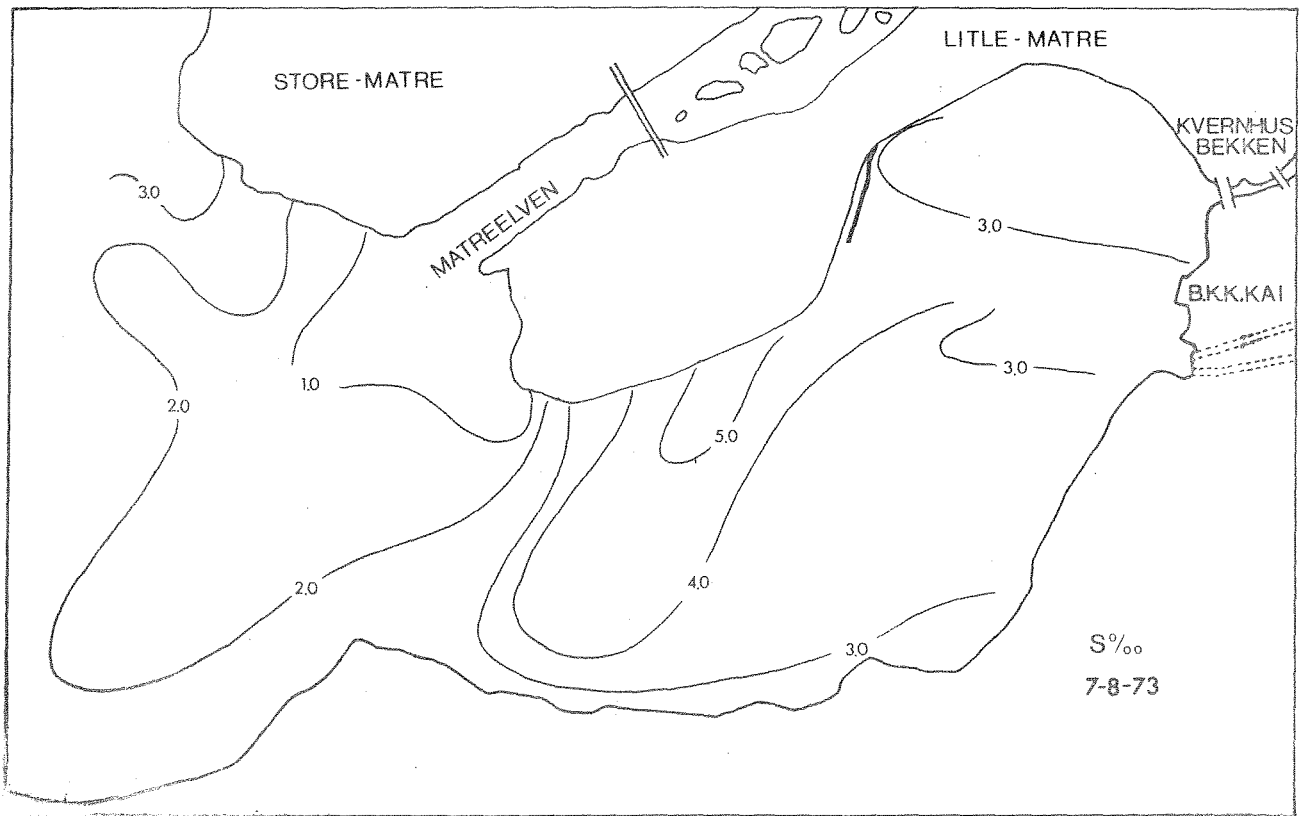 LITLE-MATRE
STORE-MATRE
KVERNHUS
BEKKEN
3.0
MATREELVEN
3.0
B.K.K.KAI
3.0
1.0
2.0
5.0
4.0
2.0
3.0
S‰
7-8-73